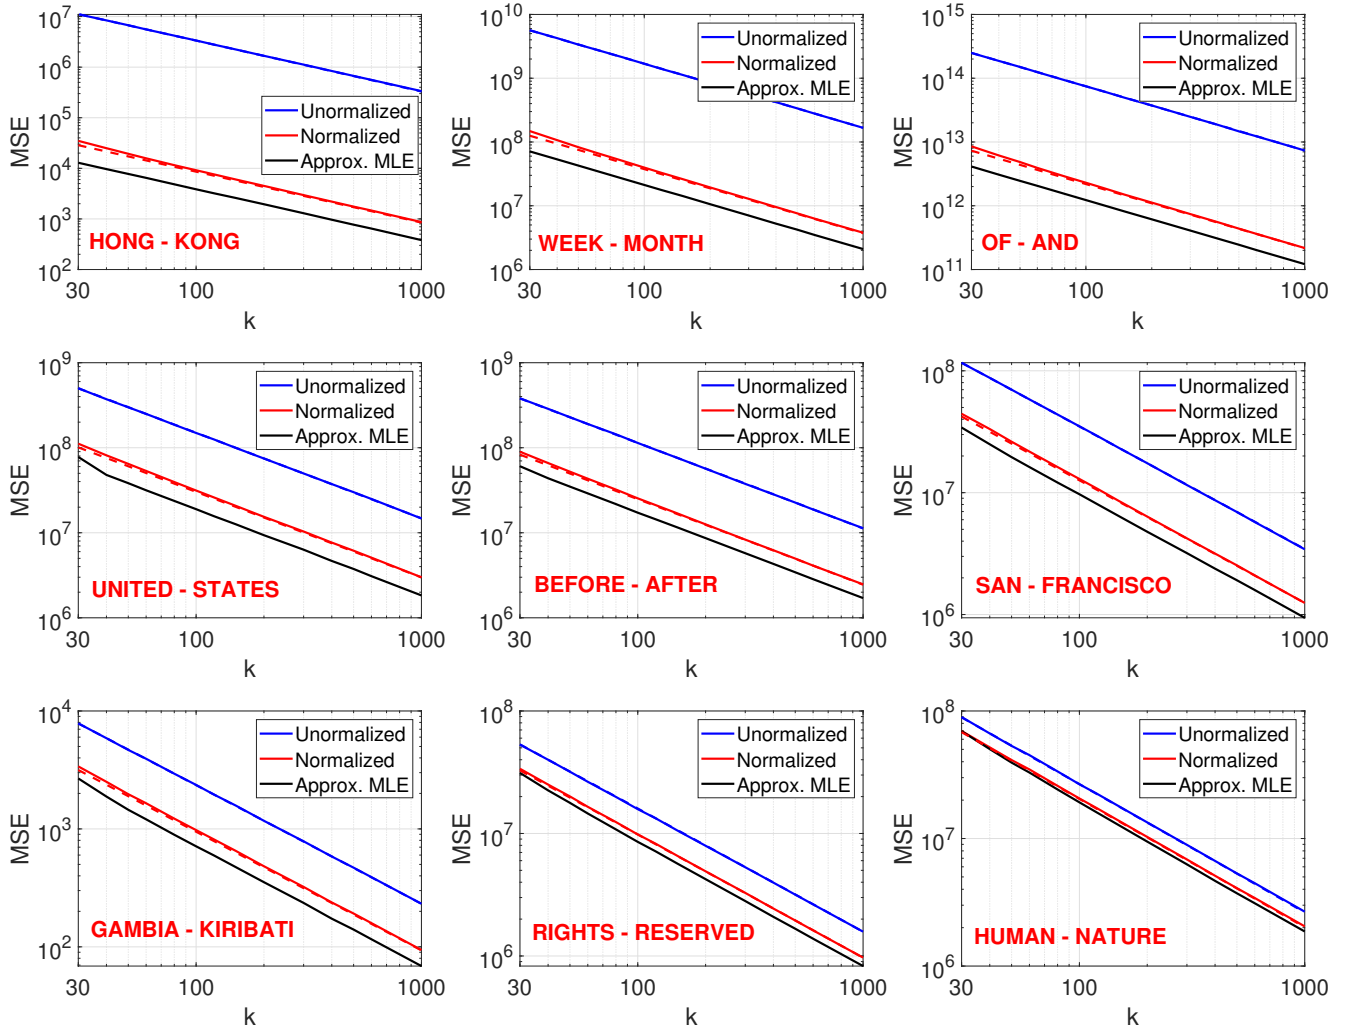 10^7
10^6
10^5
10^4
10^3
10^2
MSE
Unormalized
Normalized
Approx. MLE
HONG - KONG
30 100 1000
k
10^10
10^9
10^8
10^7
10^6
MSE
Unormalized
Normalized
Approx. MLE
WEEK - MONTH
30 100 1000
k
10^15
10^14
10^13
10^12
10^11
MSE
Unormalized
Normalized
Approx. MLE
OF - AND
30 100 1000
k
10^9
10^8
10^7
10^6
MSE
Unormalized
Normalized
Approx. MLE
UNITED - STATES
30 100 1000
k
10^9
10^8
10^7
10^6
MSE
Unormalized
Normalized
Approx. MLE
BEFORE - AFTER
30 100 1000
k
10^8
10^7
10^6
MSE
Unormalized
Normalized
Approx. MLE
SAN - FRANCISCO
30 100 1000
k
10^4
10^3
10^2
MSE
Unormalized
Normalized
Approx. MLE
GAMBIA - KIRIBATI
30 100 1000
k
10^8
10^7
10^6
MSE
Unormalized
Normalized
Approx. MLE
RIGHTS - RESERVED
30 100 1000
k
10^8
10^7
10^6
MSE
Unormalized
Normalized
Approx. MLE
HUMAN - NATURE
30 100 1000
k